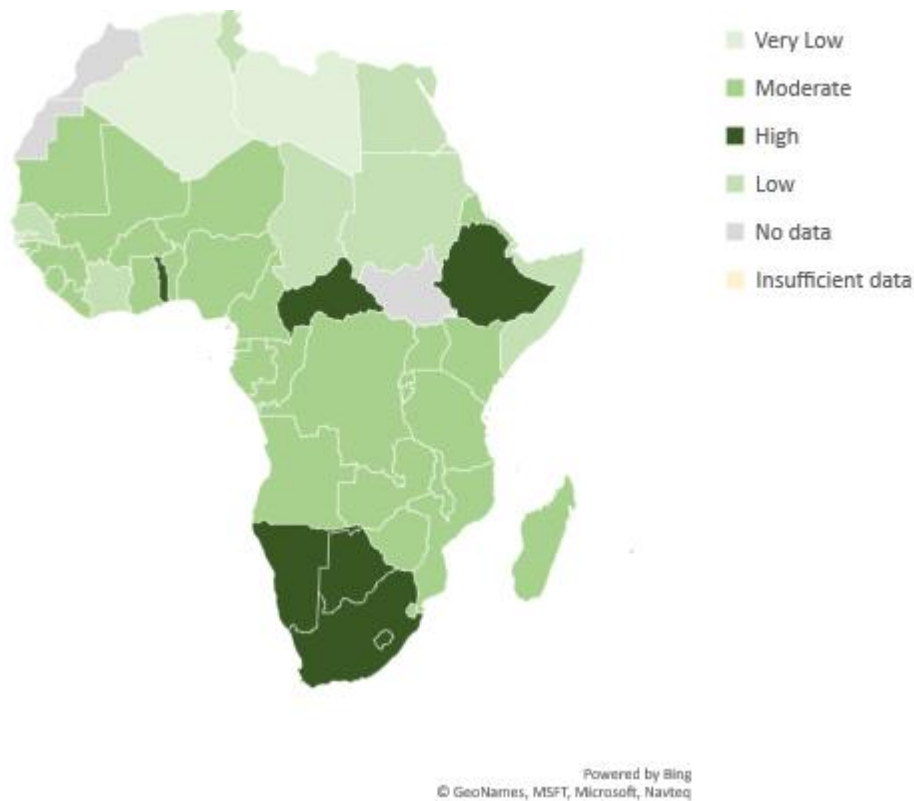 Very Low
Moderate
High
Low
No data
Insufficient data
Powered by Bing
© GeoNames, MSFT, Microsoft, Navteq